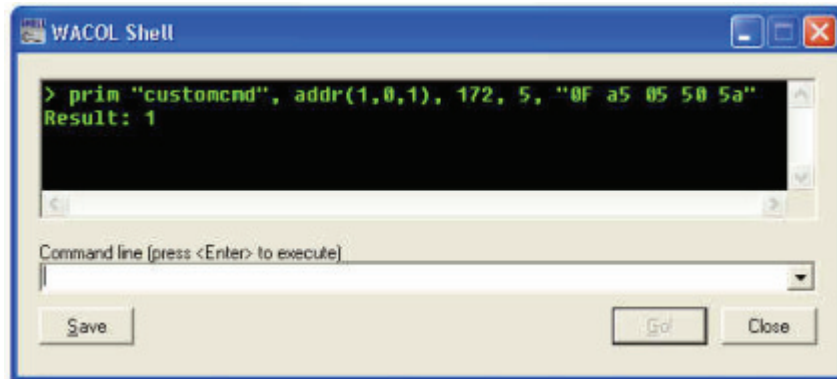 WACOL Shell
> prim "customcmd", addr(1,0,1), 172, 5, "0F a5 05 50 5a"
Result: 1
Command line (press <Enter> to execute)
Save
Go!
Close